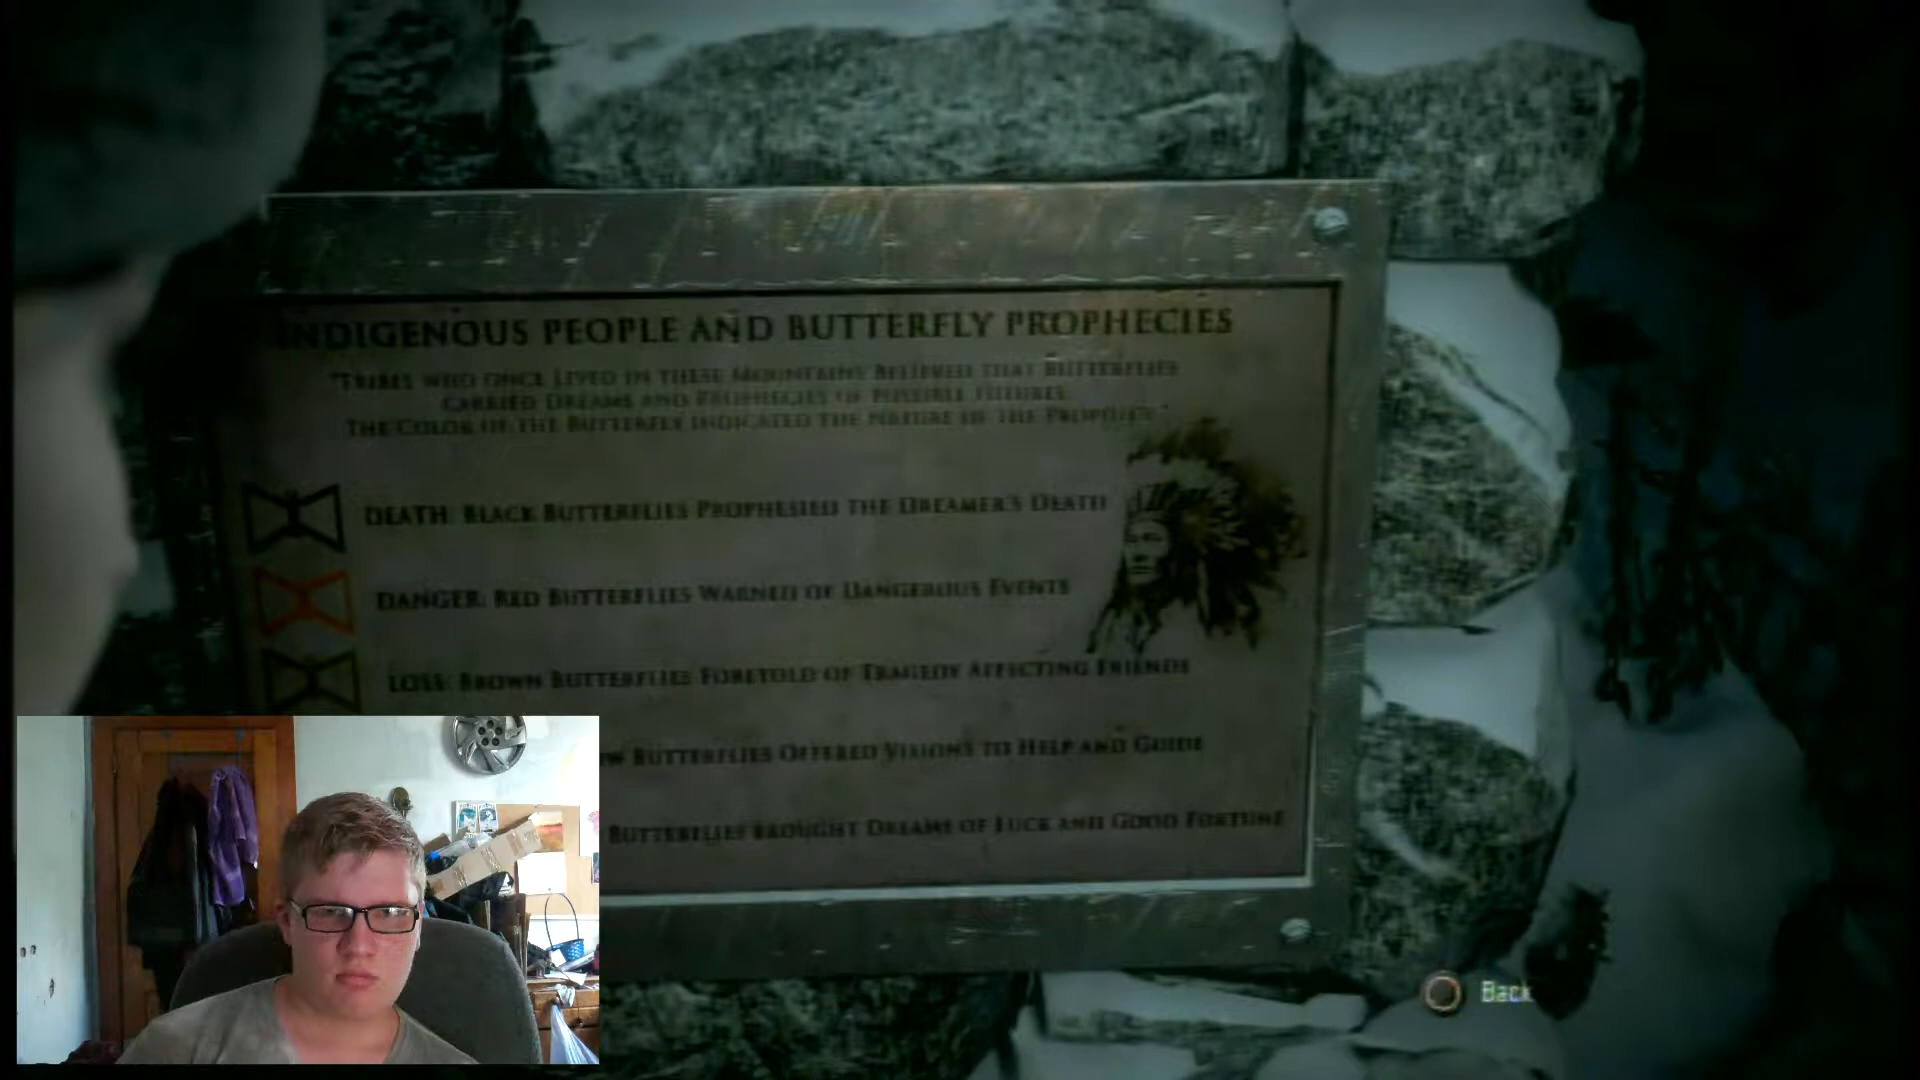 INDIGENOUS PEOPLE AND BUTTERFLY PROPHECIES
"TRIBES WHO ONCE LIVED IN THESE MOUNTAINS BELIEVED THAT BUTTERFLIES
CARRIED DREAMS AND PROPHECIES OF POSSIBLE FUTURES.
THE COLOR OF THE BUTTERFLY INDICATED THE NATURE OF THE PROPHECY."
DEATH: BLACK BUTTERFLIES PROPHESIED THE DREAMER'S DEATH
DANGER: RED BUTTERFLIES WARNED OF DANGEROUS EVENTS
LOSS: BROWN BUTTERFLIES FORETOLD OF TRAGEDY AFFECTING FRIENDS
BUTTERFLIES OFFERED VISIONS TO HELP AND GUIDE
BUTTERFLIES BROUGHT DREAMS OF LUCK AND GOOD FORTUNE
Back